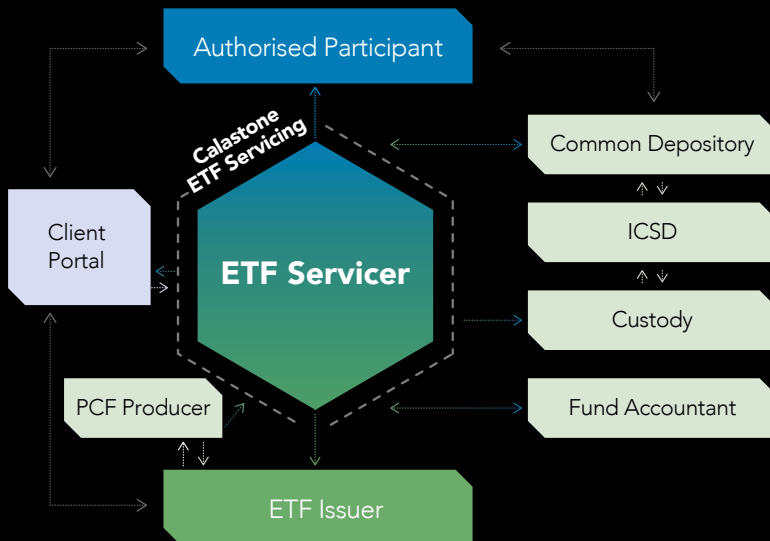 Authorised Participant
Calastone
ETF Servicing
Common Depository
Client
Portal
ICSD
ETF Servicer
Custody
PCF Producer
Fund Accountant
ETF Issuer